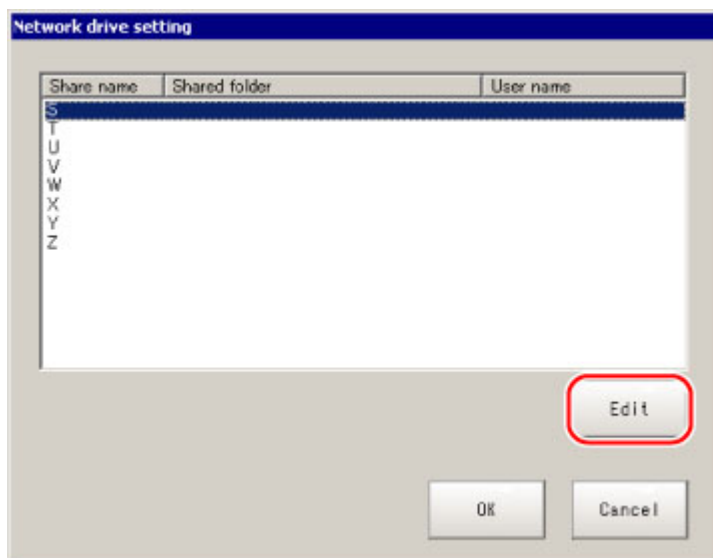 Network drive setting
Share name Shared folder User name
S
T
U
V
W
X
Y
Z
Edit
OK Cancel